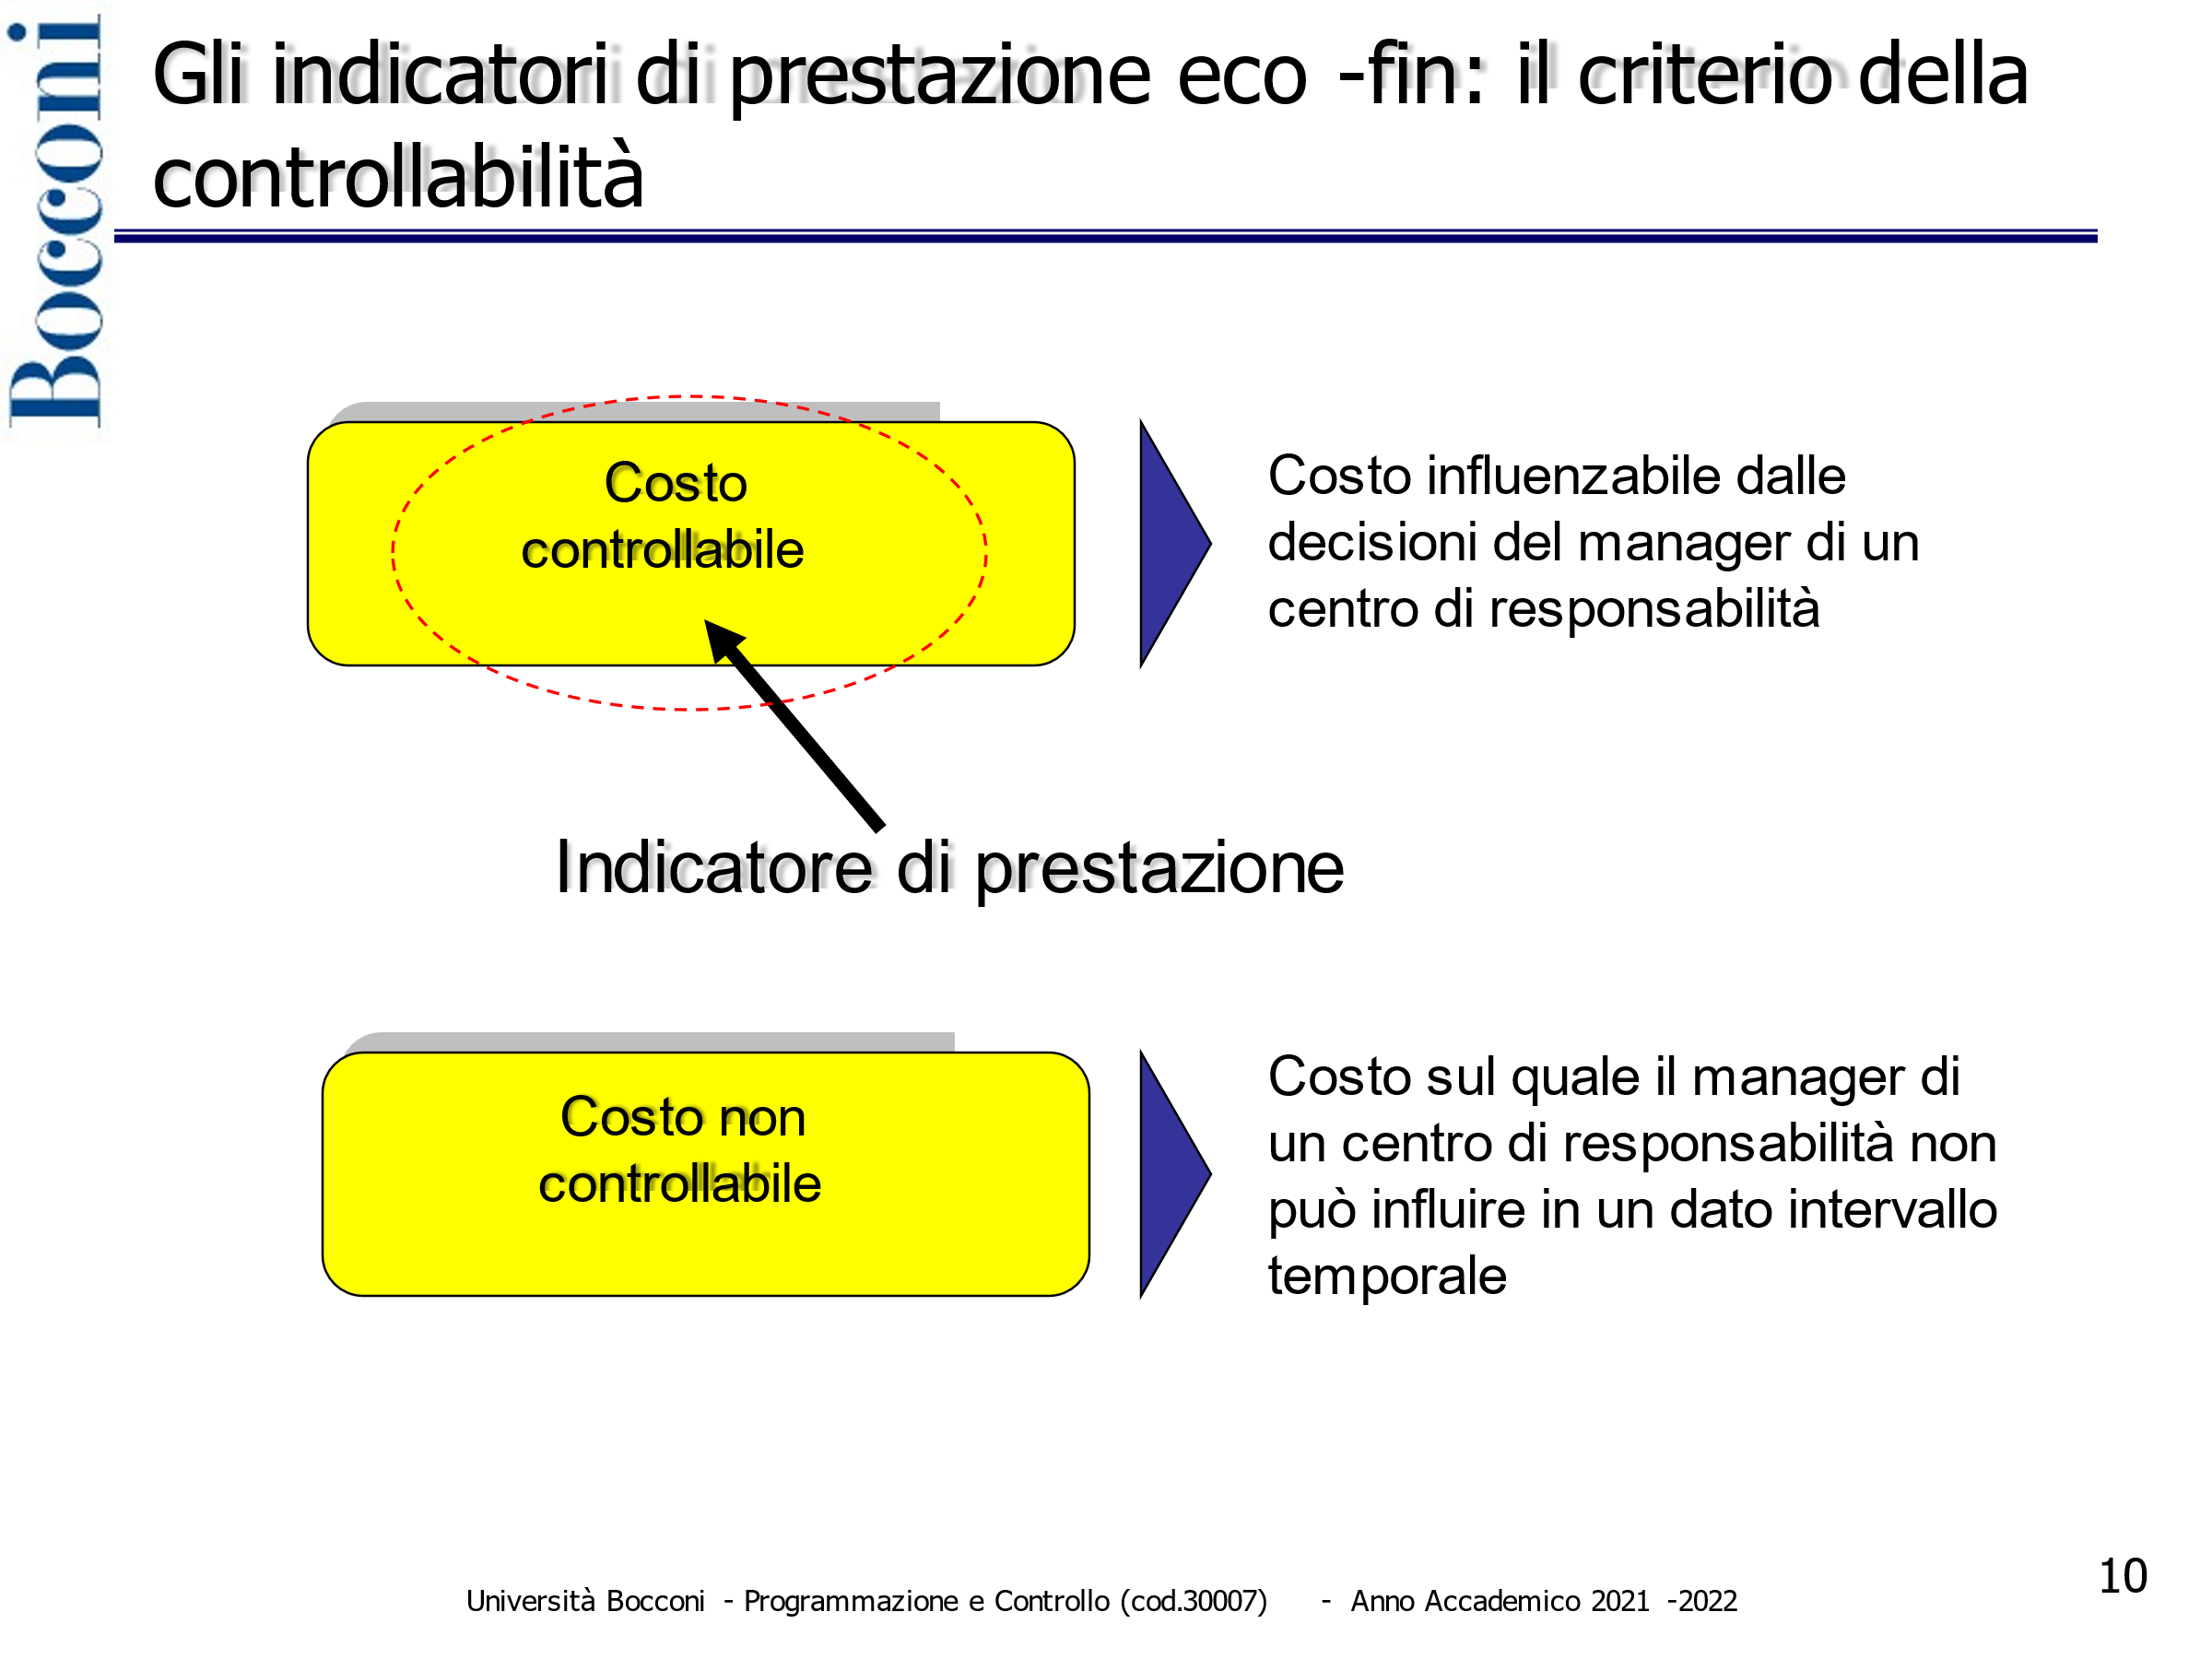 Bocconi
Gli indicatori di prestazione eco -fin: il criterio della
controllabilità
Costo
controllabile
Costo influenzabile dalle
decisioni del manager di un
centro di responsabilità
Indicatore di prestazione
Costo non
controllabile
Costo sul quale il manager di
un centro di responsabilità non
può influire in un dato intervallo
temporale
Università Bocconi - Programmazione e Controllo (cod.30007) - Anno Accademico 2021 -2022
10